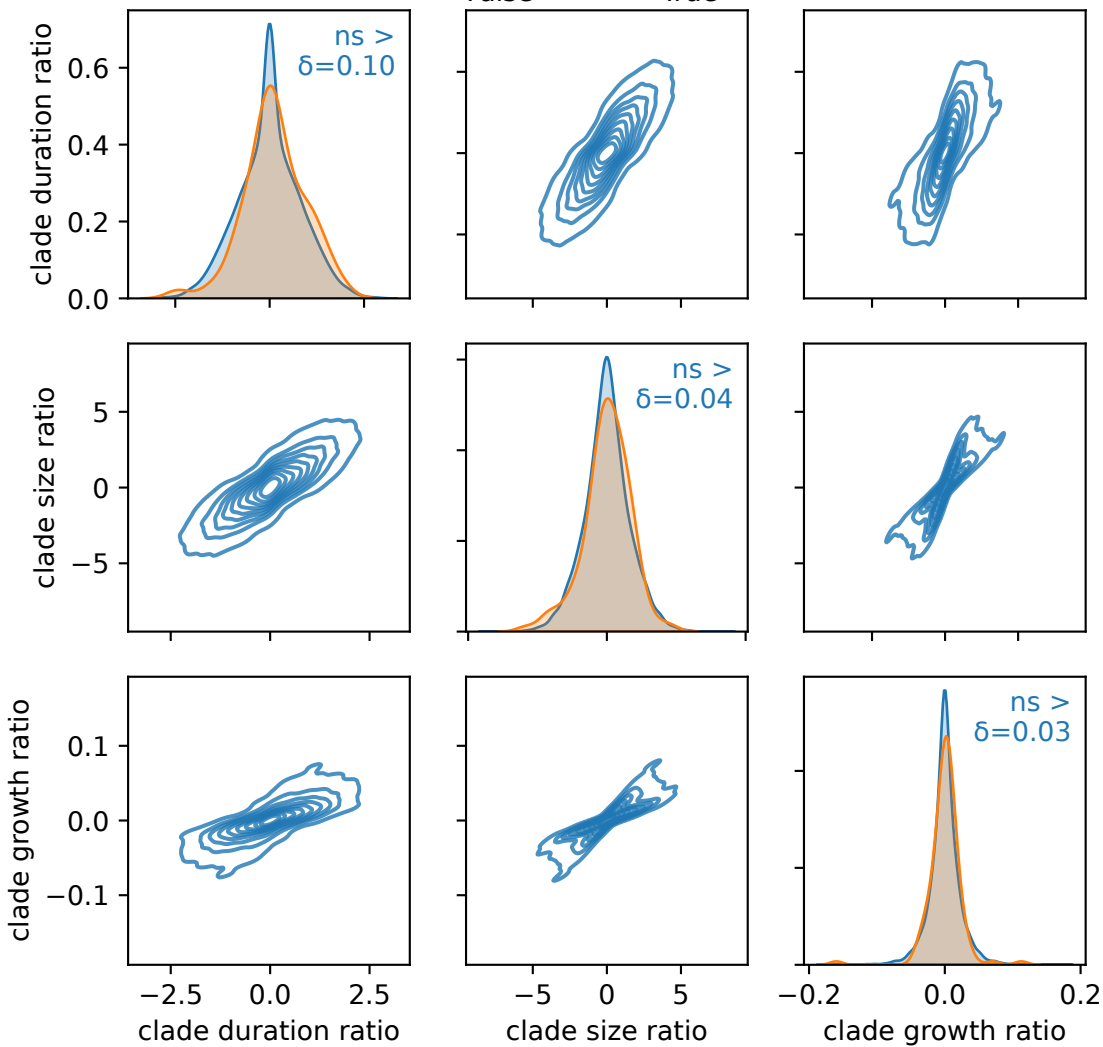 clade duration ratio
0.6
0.4
0.2
0.0
ns >
δ=0.10
clade size ratio
5
0
−5
ns >
δ=0.04
clade growth ratio
0.1
0.0
−0.1
ns >
δ=0.03
−2.5
0.0
2.5
−5
0
5
−0.2
0.0
0.2
clade duration ratio
clade size ratio
clade growth ratio